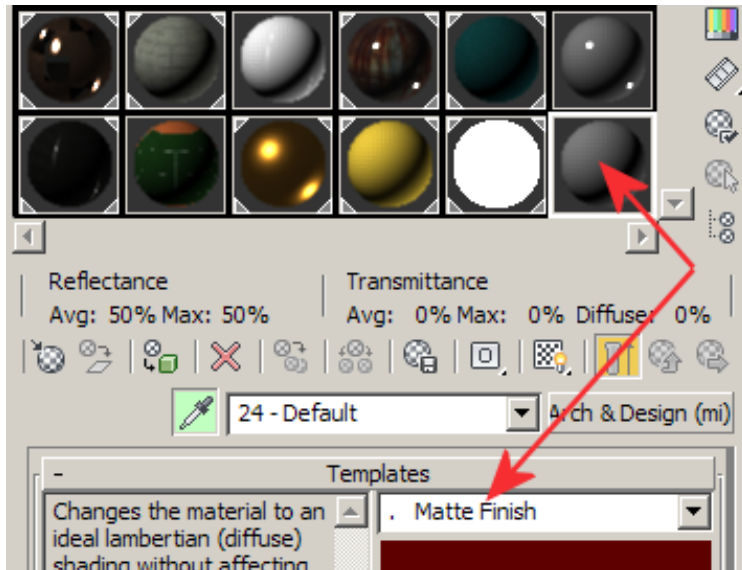 Reflectance Transmittance
Avg: 50% Max: 50% Avg: 0% Max: 0% Diffuse: 0%
24 - Default Arch & Design (mi)
- Templates
Changes the material to an . Matte Finish
ideal lambertian (diffuse)
shading without affecting